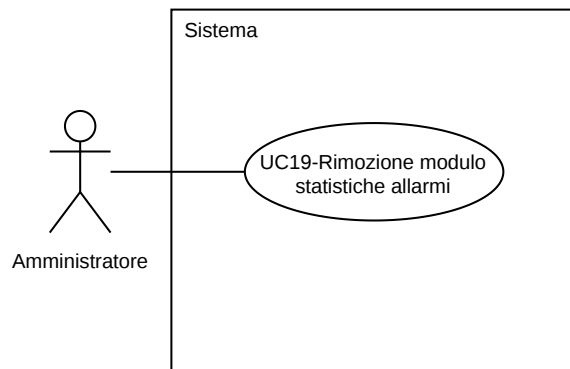 Sistema
UC19-Rimozione modulo
statistiche allarmi
Amministratore